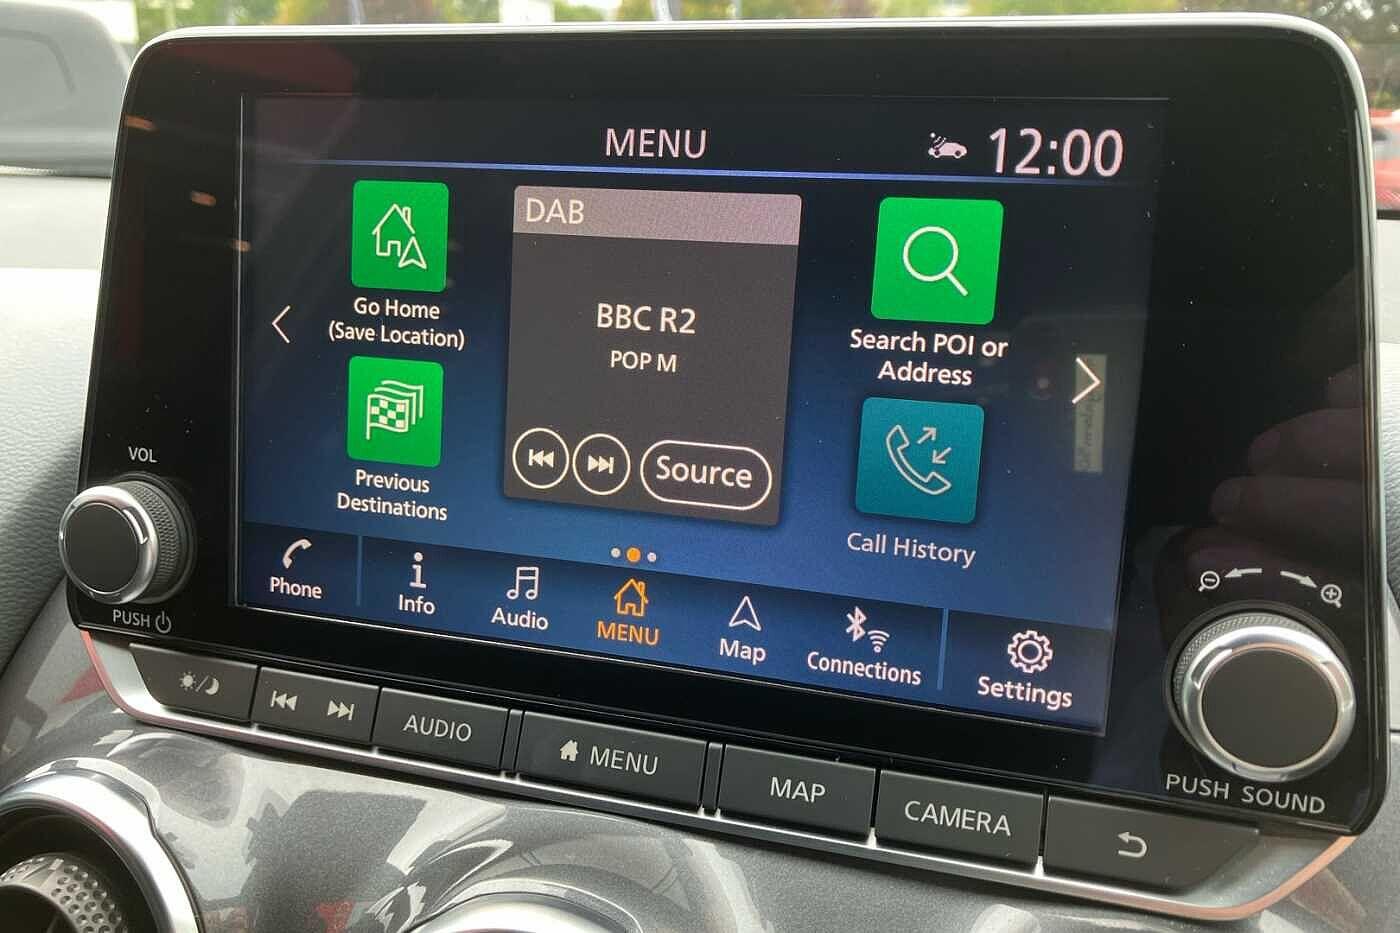 MENU
12:00
Go Home
(Save Location)
Previous
Destinations
DAB
BBC R2
POP M
Source
Search POI or
Address
Call History
Phone
Info
Audio
MENU
Map
Connections
Settings
VOL
PUSH
PUSH SOUND
AUDIO
MENU
MAP
CAMERA